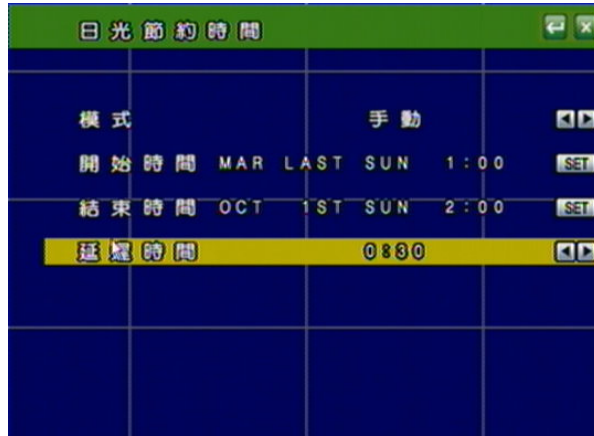 日光節約時間
模式 手動
開始時間 MAR LAST SUN 1:00 SET
結束時間 OCT 1ST SUN 2:00 SET
延遲時間 0:30